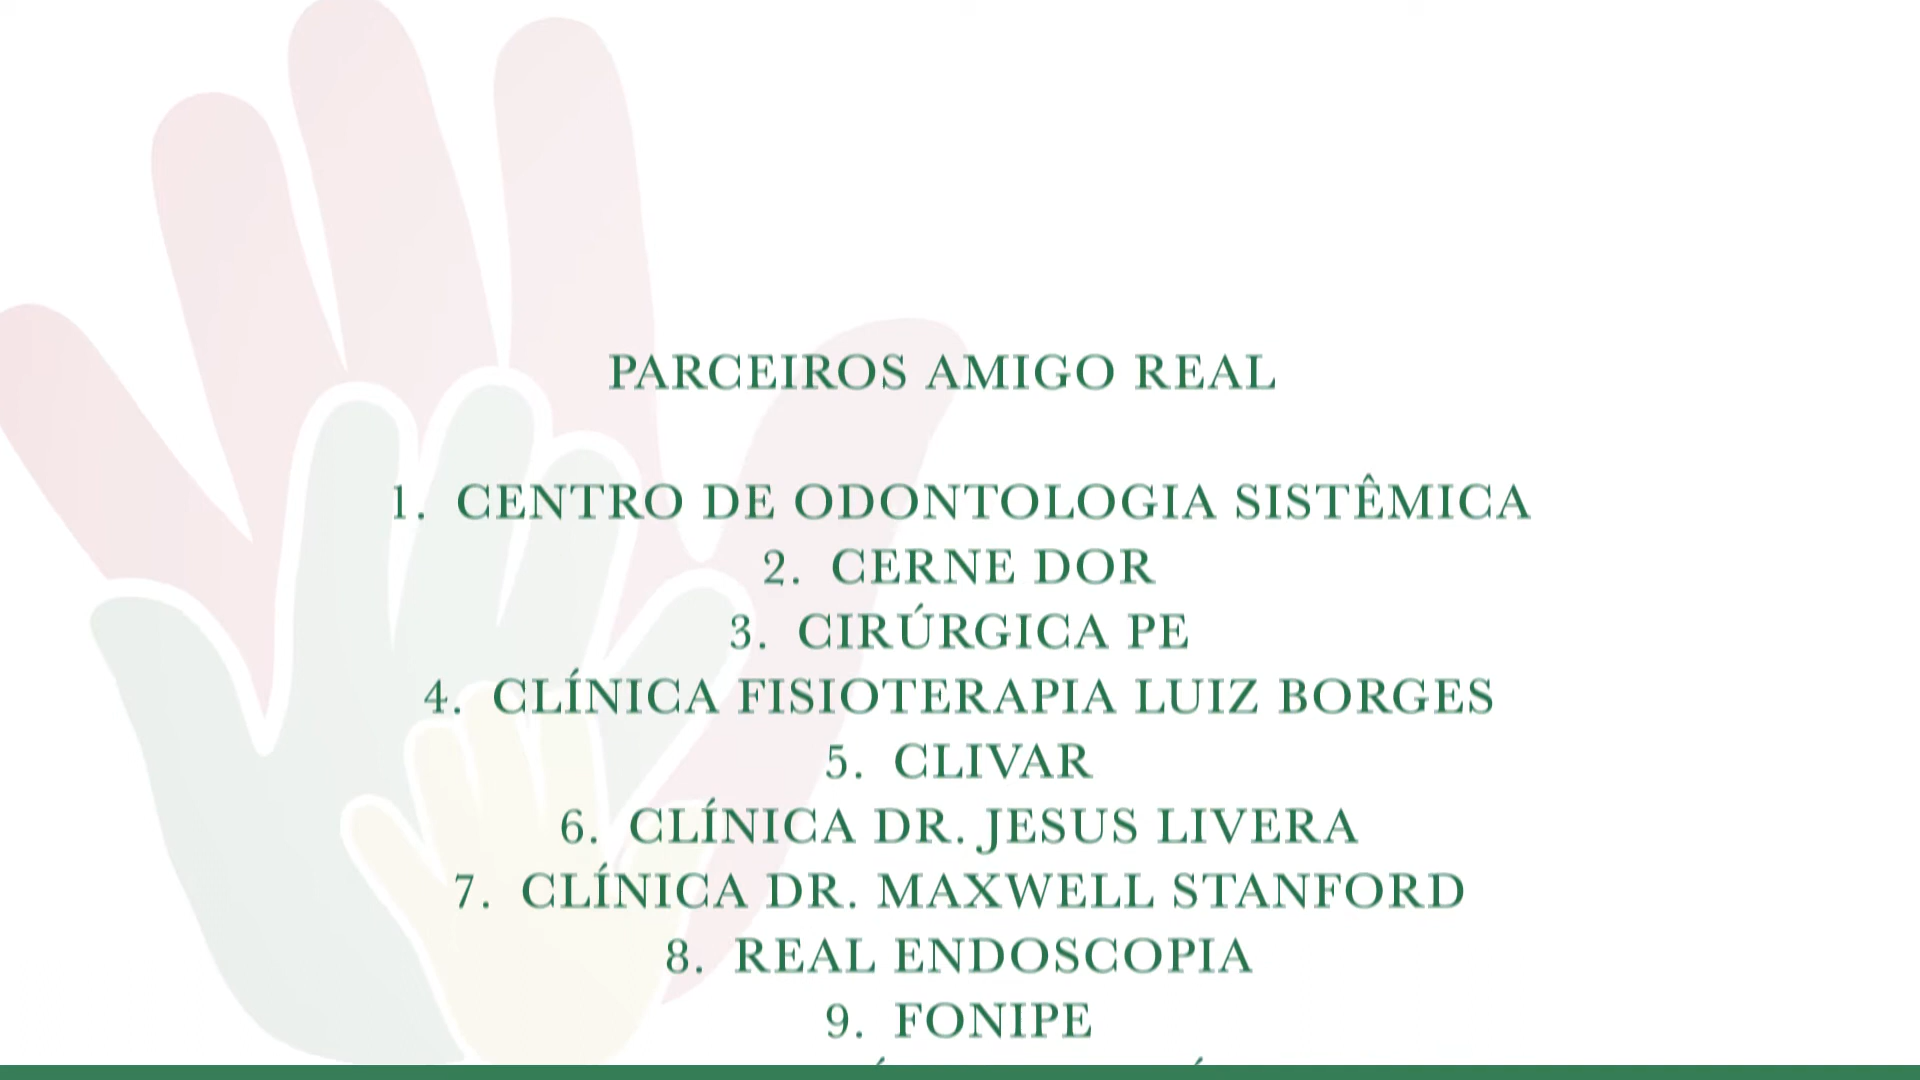 PARCEIROS AMIGO REAL
1. CENTRO DE ODONTOLOGIA SISTÊMICA
2. CERNE DOR
3. CIRÚRGICA PE
4. CLÍNICA FISIOTERAPIA LUIZ BORGES
5. CLIVAR
6. CLÍNICA DR. JESUS LIVERA
7. CLÍNICA DR. MAXWELL STANFORD
8. REAL ENDOSCOPIA
9. FONIPE